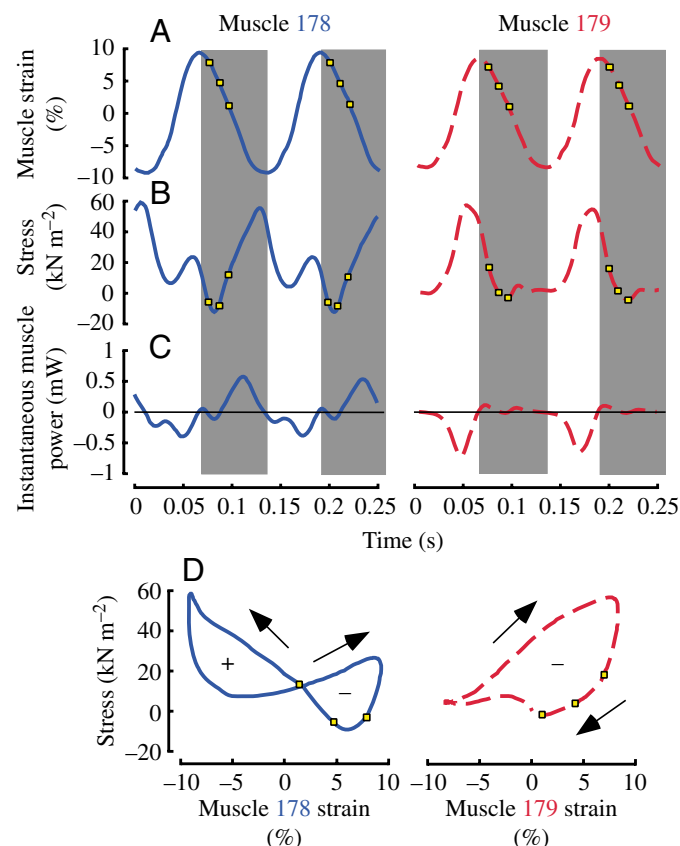 A
Muscle 178
Muscle 179
Muscle strain
(%)
10
5
0
−5
−10
B
Stress
(kN m−2)
60
40
20
0
−20
C
Instantaneous muscle
power (mW)
1
0.5
0
−0.5
−1
0 0.05 0.1 0.15 0.2 0.25
0 0.05 0.1 0.15 0.2 0.25
Time (s)
D
Stress (kN m−2)
60
40
20
0
−20
+
−
−
−10 −5 0 5 10
−10 −5 0 5 10
Muscle 178 strain
(%)
Muscle 179 strain
(%)